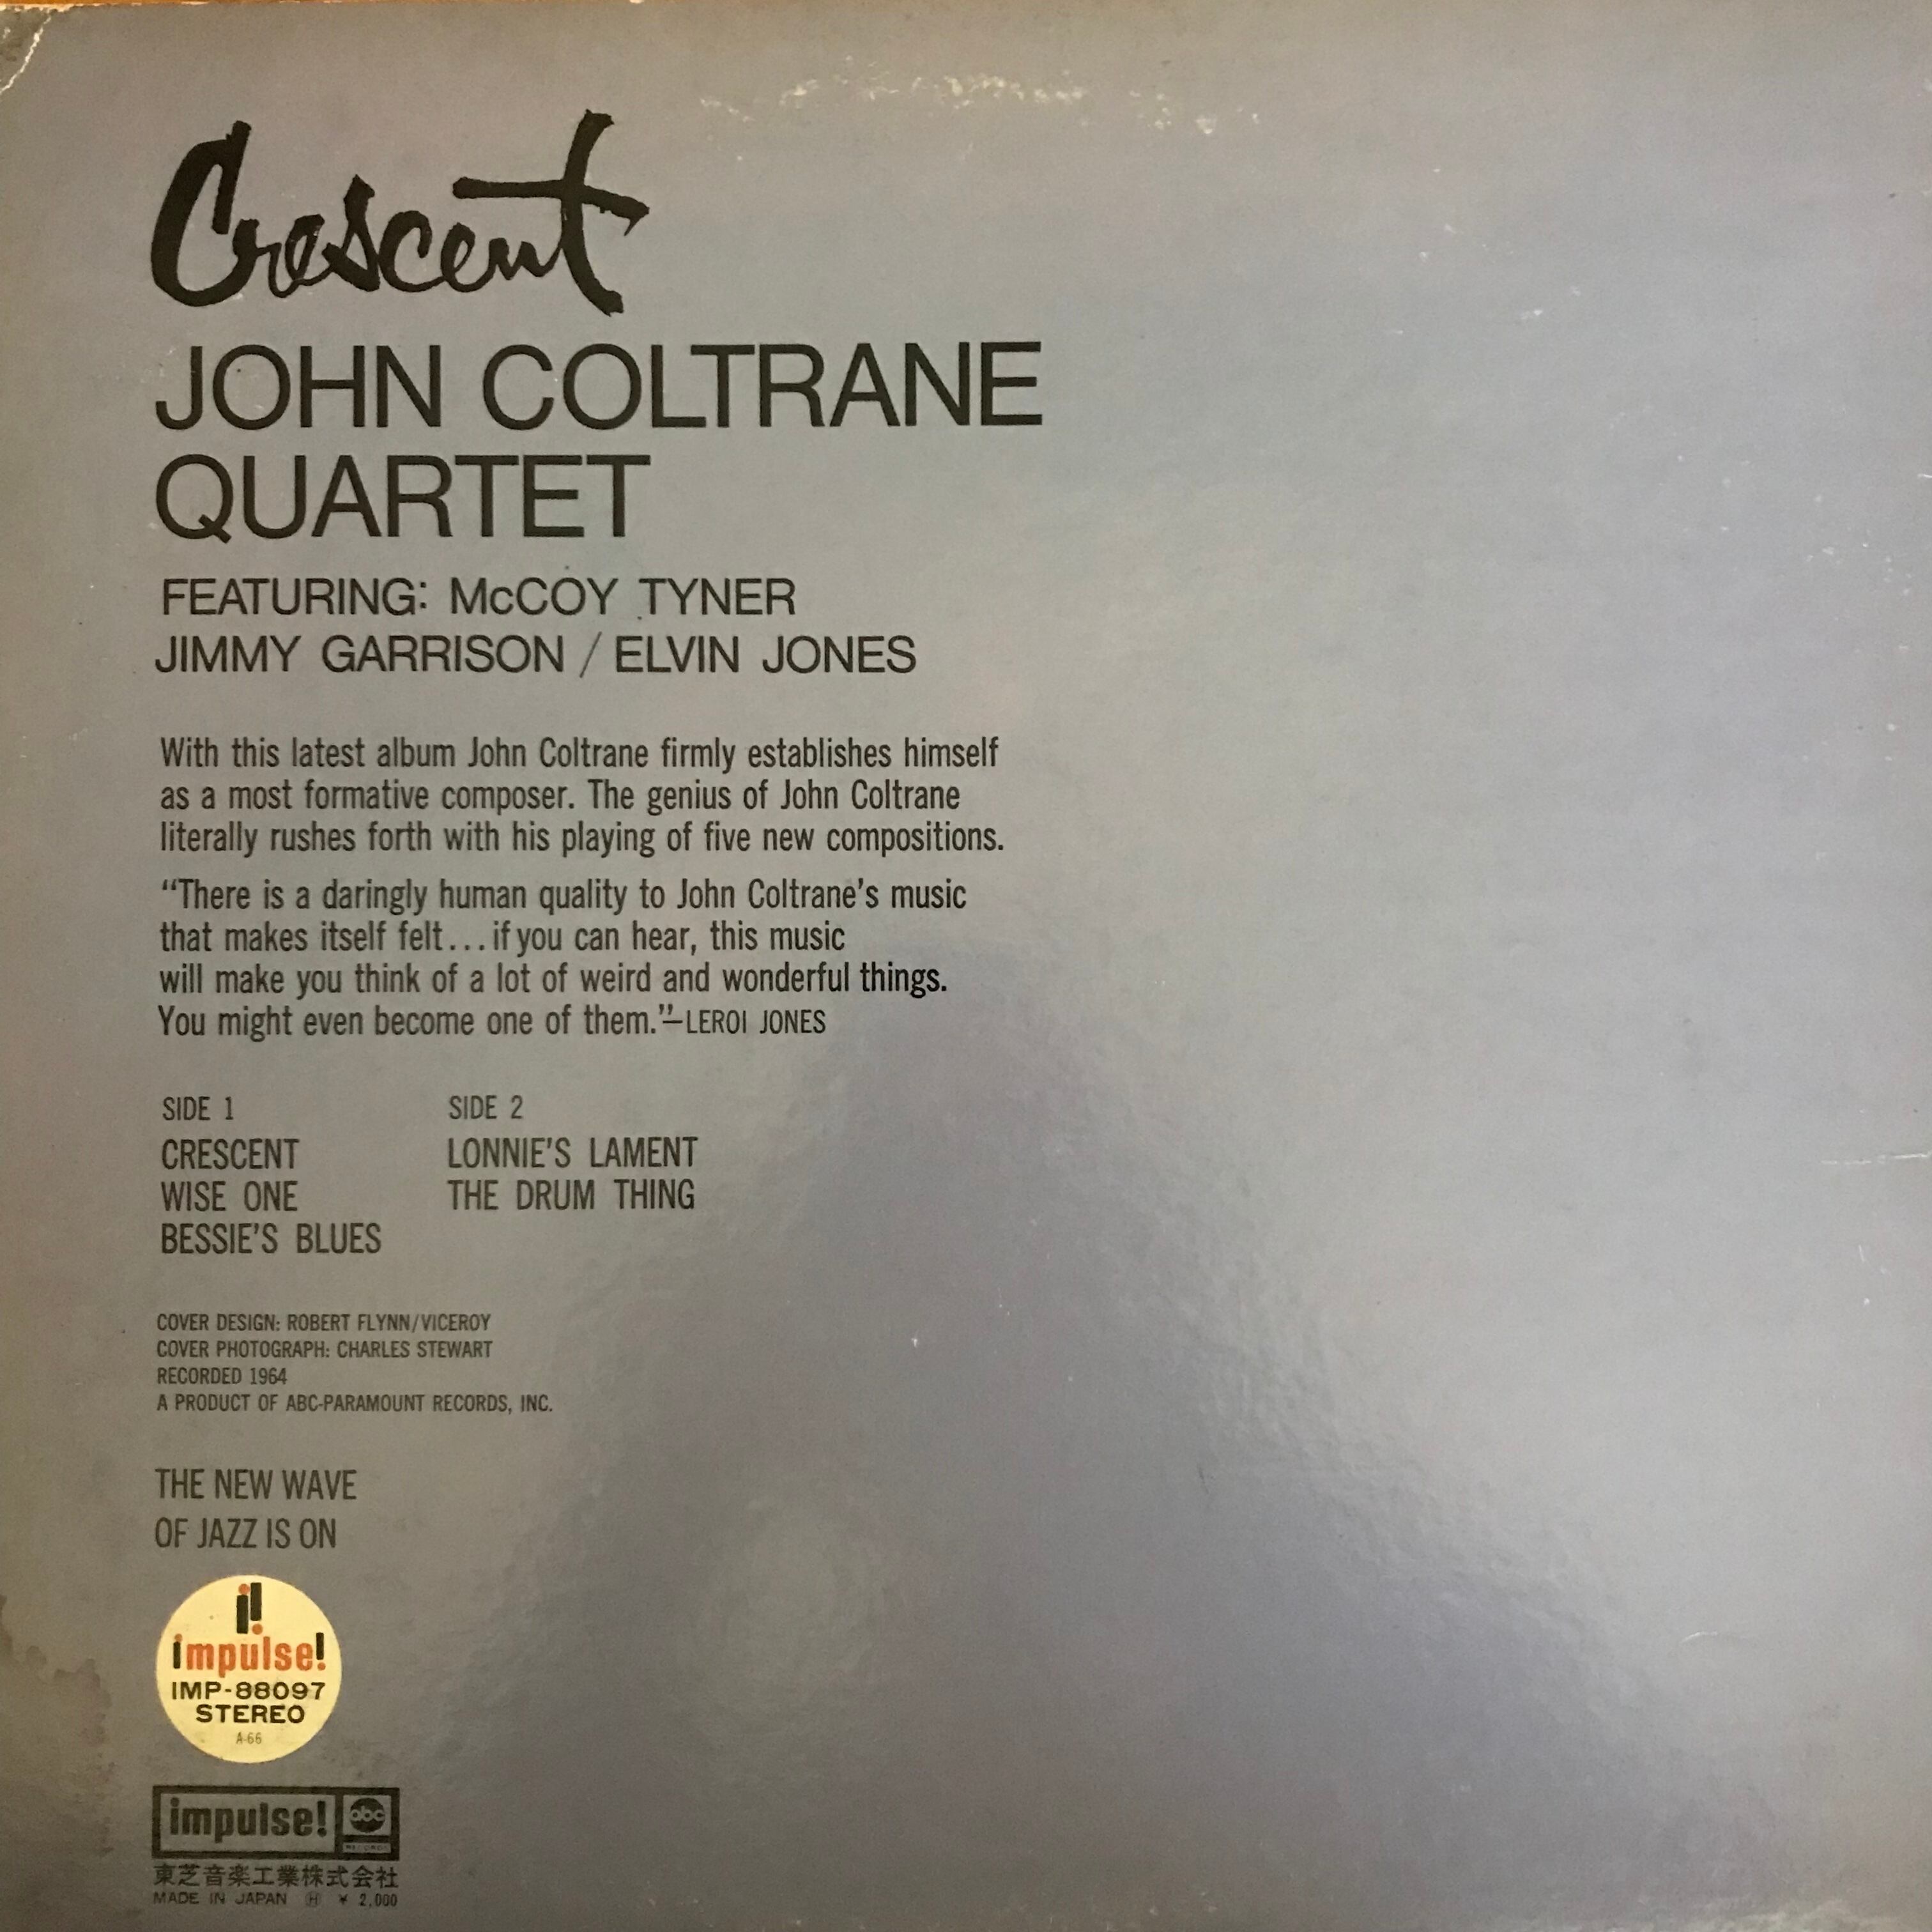 Crescent
JOHN COLTRANE
QUARTET
FEATURING: McCOY TYNER
JIMMY GARRISON / ELVIN JONES
With this latest album John Coltrane firmly establishes himself
as a most formative composer. The genius of John Coltrane
literally rushes forth with his playing of five new compositions.
“There is a daringly human quality to John Coltrane’s music
that makes itself felt...if you can hear, this music
will make you think of a lot of weird and wonderful things.
You might even become one of them.”—LEROI JONES
SIDE 1
CRESCENT
WISE ONE
BESSIE’S BLUES
SIDE 2
LONNIE’S LAMENT
THE DRUM THING
COVER DESIGN: ROBERT FLYNN/VICEROY
COVER PHOTOGRAPH: CHARLES STEWART
RECORDED 1964
A PRODUCT OF ABC-PARAMOUNT RECORDS, INC.
THE NEW WAVE
OF JAZZ IS ON
impulse!
IMP-88097
STEREO
A-66
impulse! abc
RECORDS
東芝音楽工業株式会社
MADE IN JAPAN Ⓗ ¥ 2,000